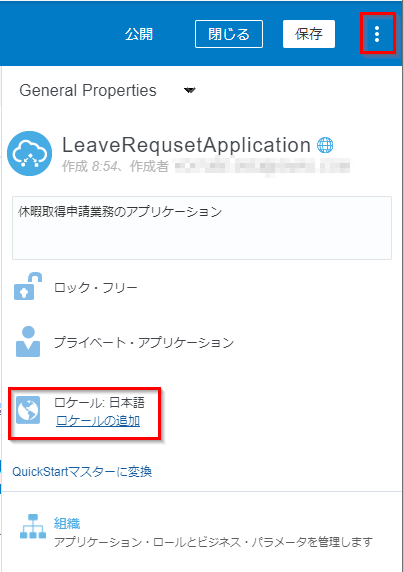 公開
閉じる
保存
General Properties
LeaveRequsetApplication
作成 8:54、作成者
休暇取得申請業務のアプリケーション
ロック・フリー
プライベート・アプリケーション
ロケール: 日本語
ロケールの追加
QuickStartマスターに変換
組織
アプリケーション・ロールとビジネス・パラメータを管理します